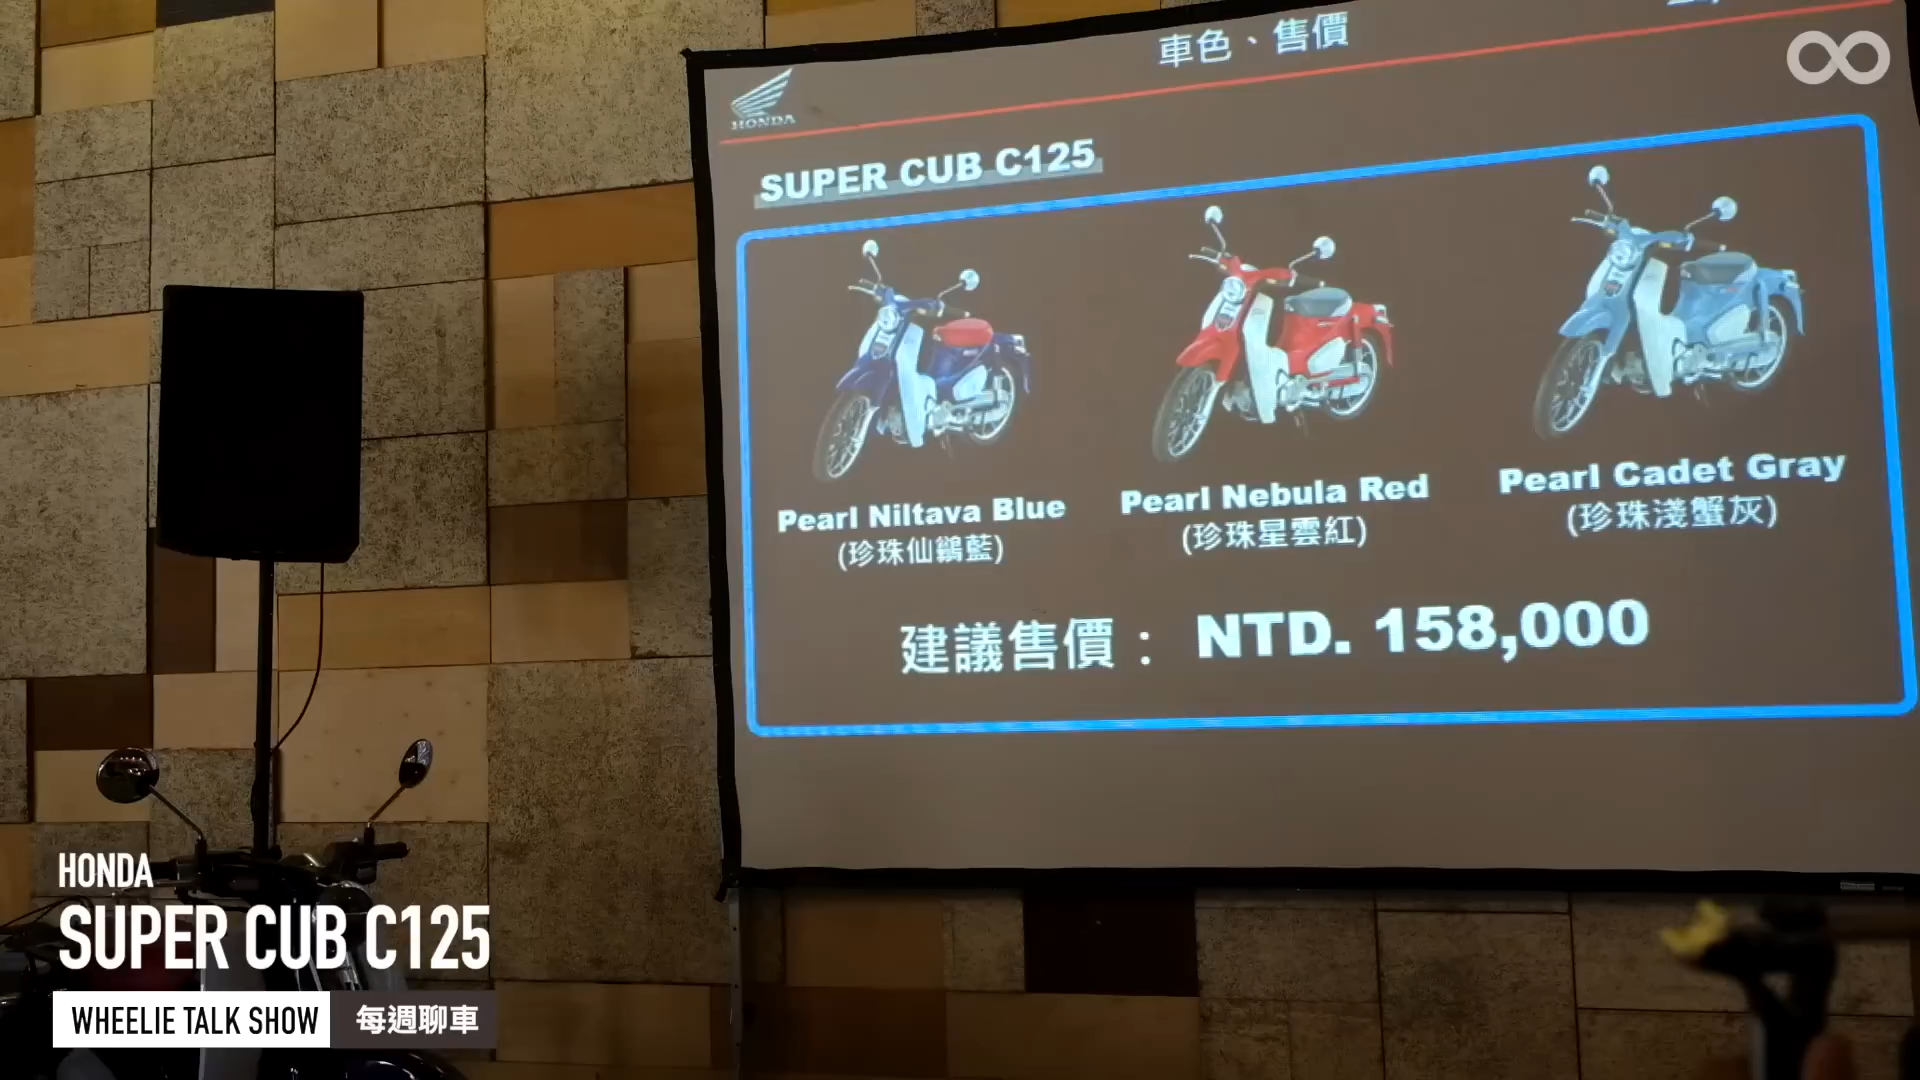 車色、售價
HONDA
SUPER CUB C125
Pearl Niltava Blue
(珍珠仙鶲藍)
Pearl Nebula Red
(珍珠星雲紅)
Pearl Cadet Gray
(珍珠淺蟹灰)
建議售價： NTD. 158,000
HONDA
SUPER CUB C125
WHEELIE TALK SHOW 每週聊車